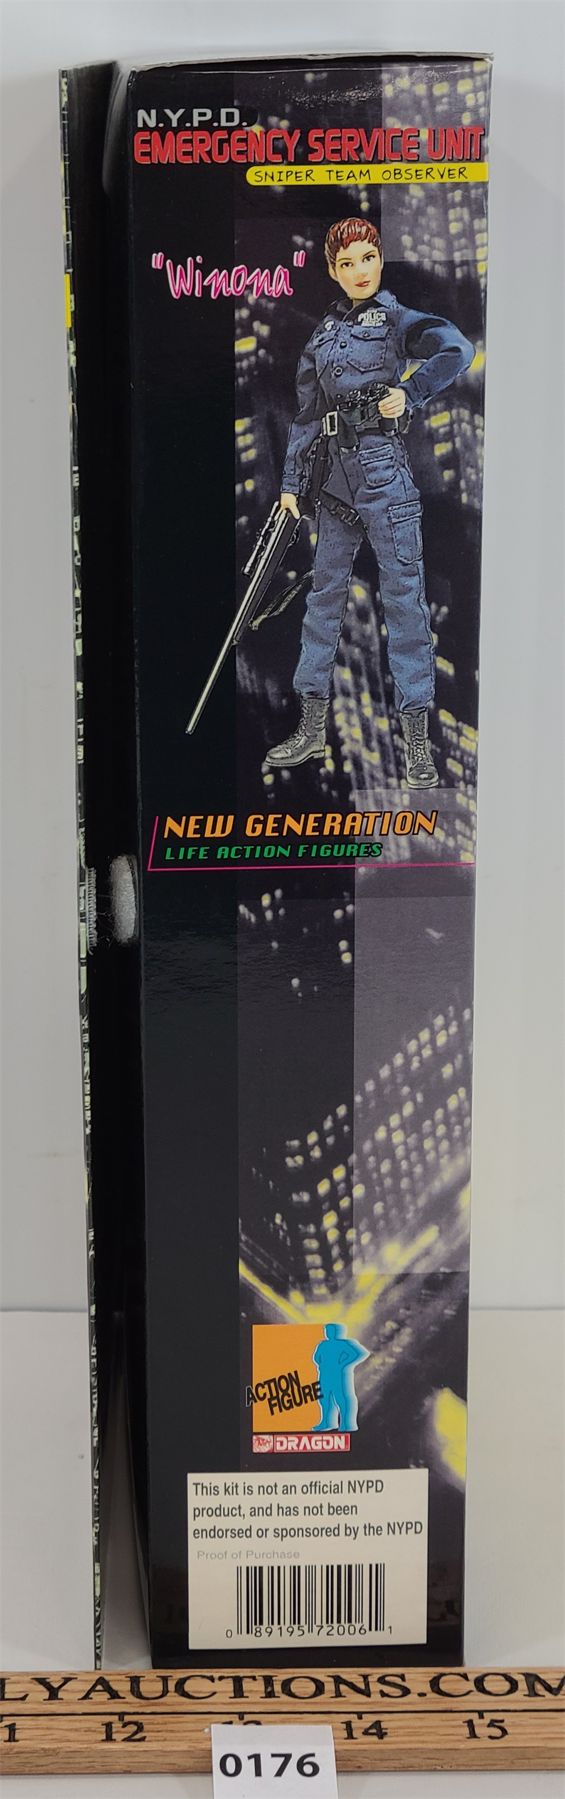 N.Y.P.D.
EMERGENCY SERVICE UNIT
SNIPER TEAM OBSERVER
"Winona"
POLICE
NEW GENERATION
LIFE ACTION FIGURES
ACTION
FIGURE
DRAGON
This kit is not an official NYPD
product, and has not been
endorsed or sponsored by the NYPD
Proof of Purchase
0 89195 72006 1
LYAUCTIONS.COM
11 12 13 14 15
0176